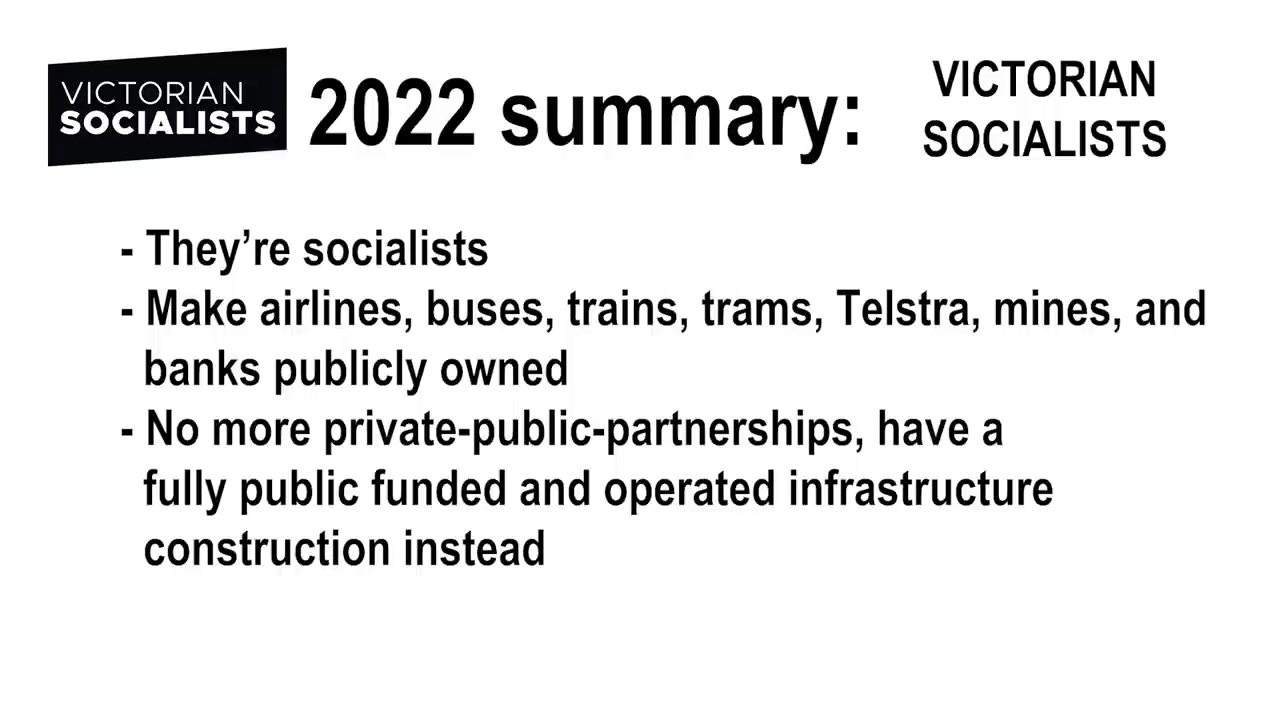 VICTORIAN
SOCIALISTS
2022 summary:
VICTORIAN
SOCIALISTS
- They’re socialists
- Make airlines, buses, trains, trams, Telstra, mines, and
banks publicly owned
- No more private-public-partnerships, have a
fully public funded and operated infrastructure
construction instead